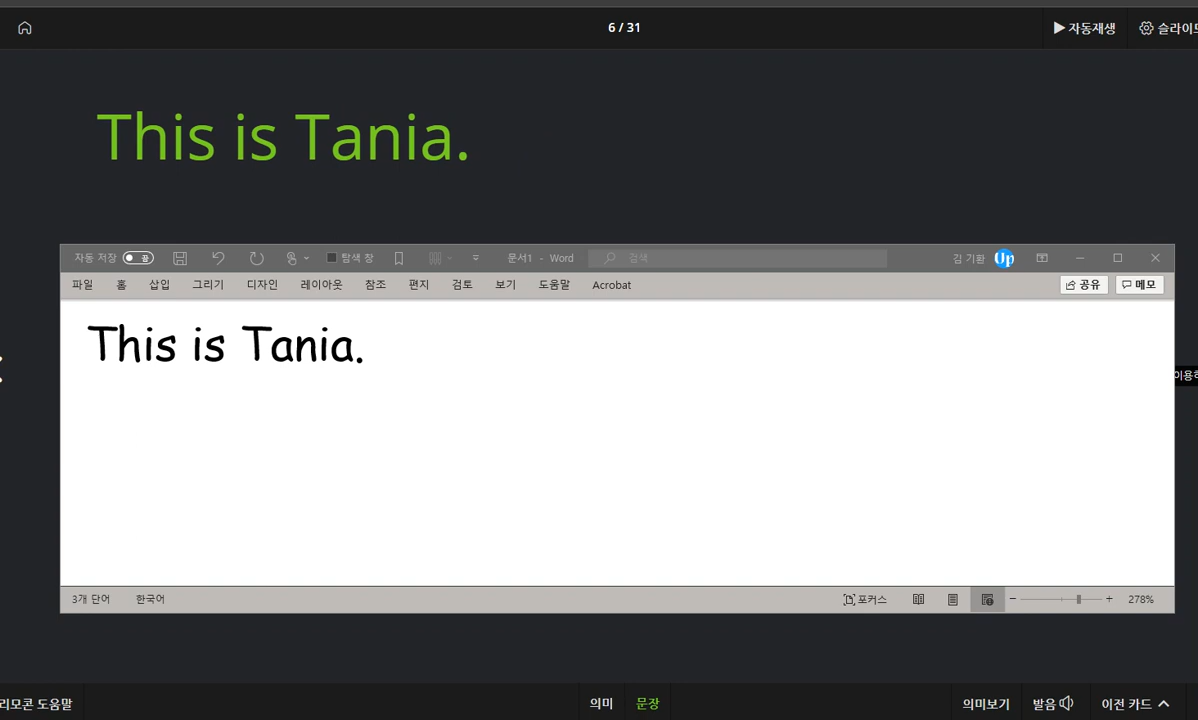 6 / 31
자동재생
This is Tania.
자동 저장
끔
탐색 창
문서1 - Word
검색
김 기환
Up
파일 홈 삽입 그리기 디자인 레이아웃 참조 편지 검토 보기 도움말 Acrobat
공유
메모
This is Tania.
3개 단어 한국어
포커스
278%
리모콘 도움말
의미
문장
의미보기
발음
이전 카드